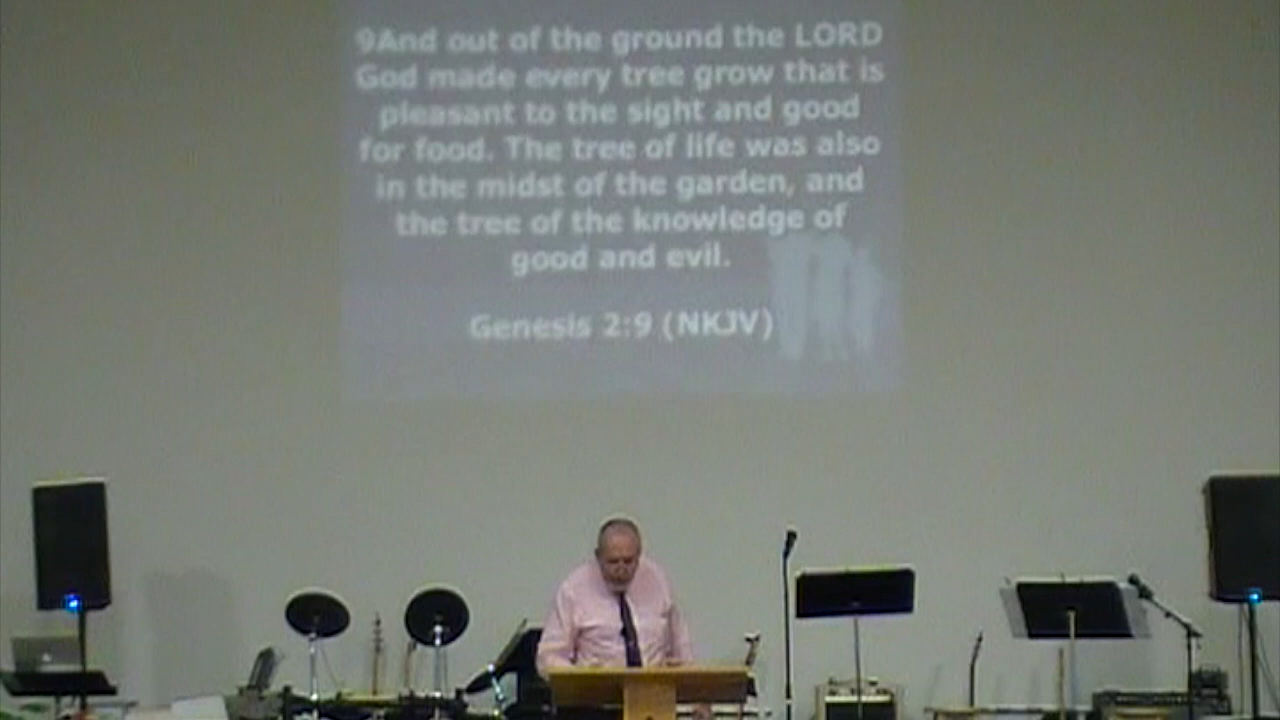 9And out of the ground the LORD
God made every tree grow that is
pleasant to the sight and good
for food. The tree of life was also
in the midst of the garden, and
the tree of the knowledge of
good and evil.
Genesis 2:9 (NKJV)